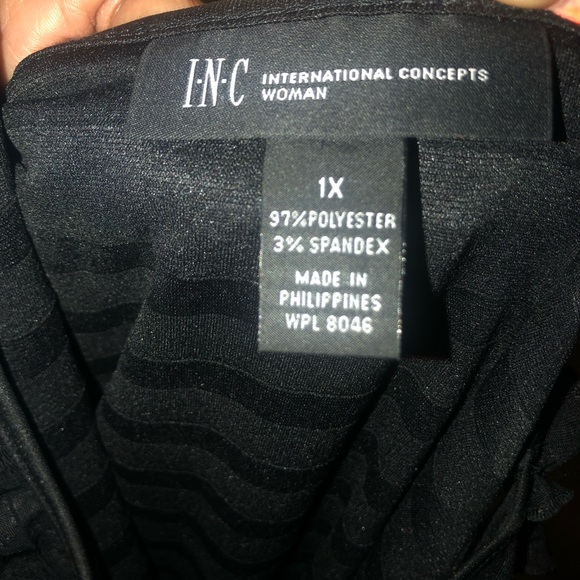 I·N·C INTERNATIONAL CONCEPTS
WOMAN
1X
97%POLYESTER
3% SPANDEX
MADE IN
PHILIPPINES
WPL 8046